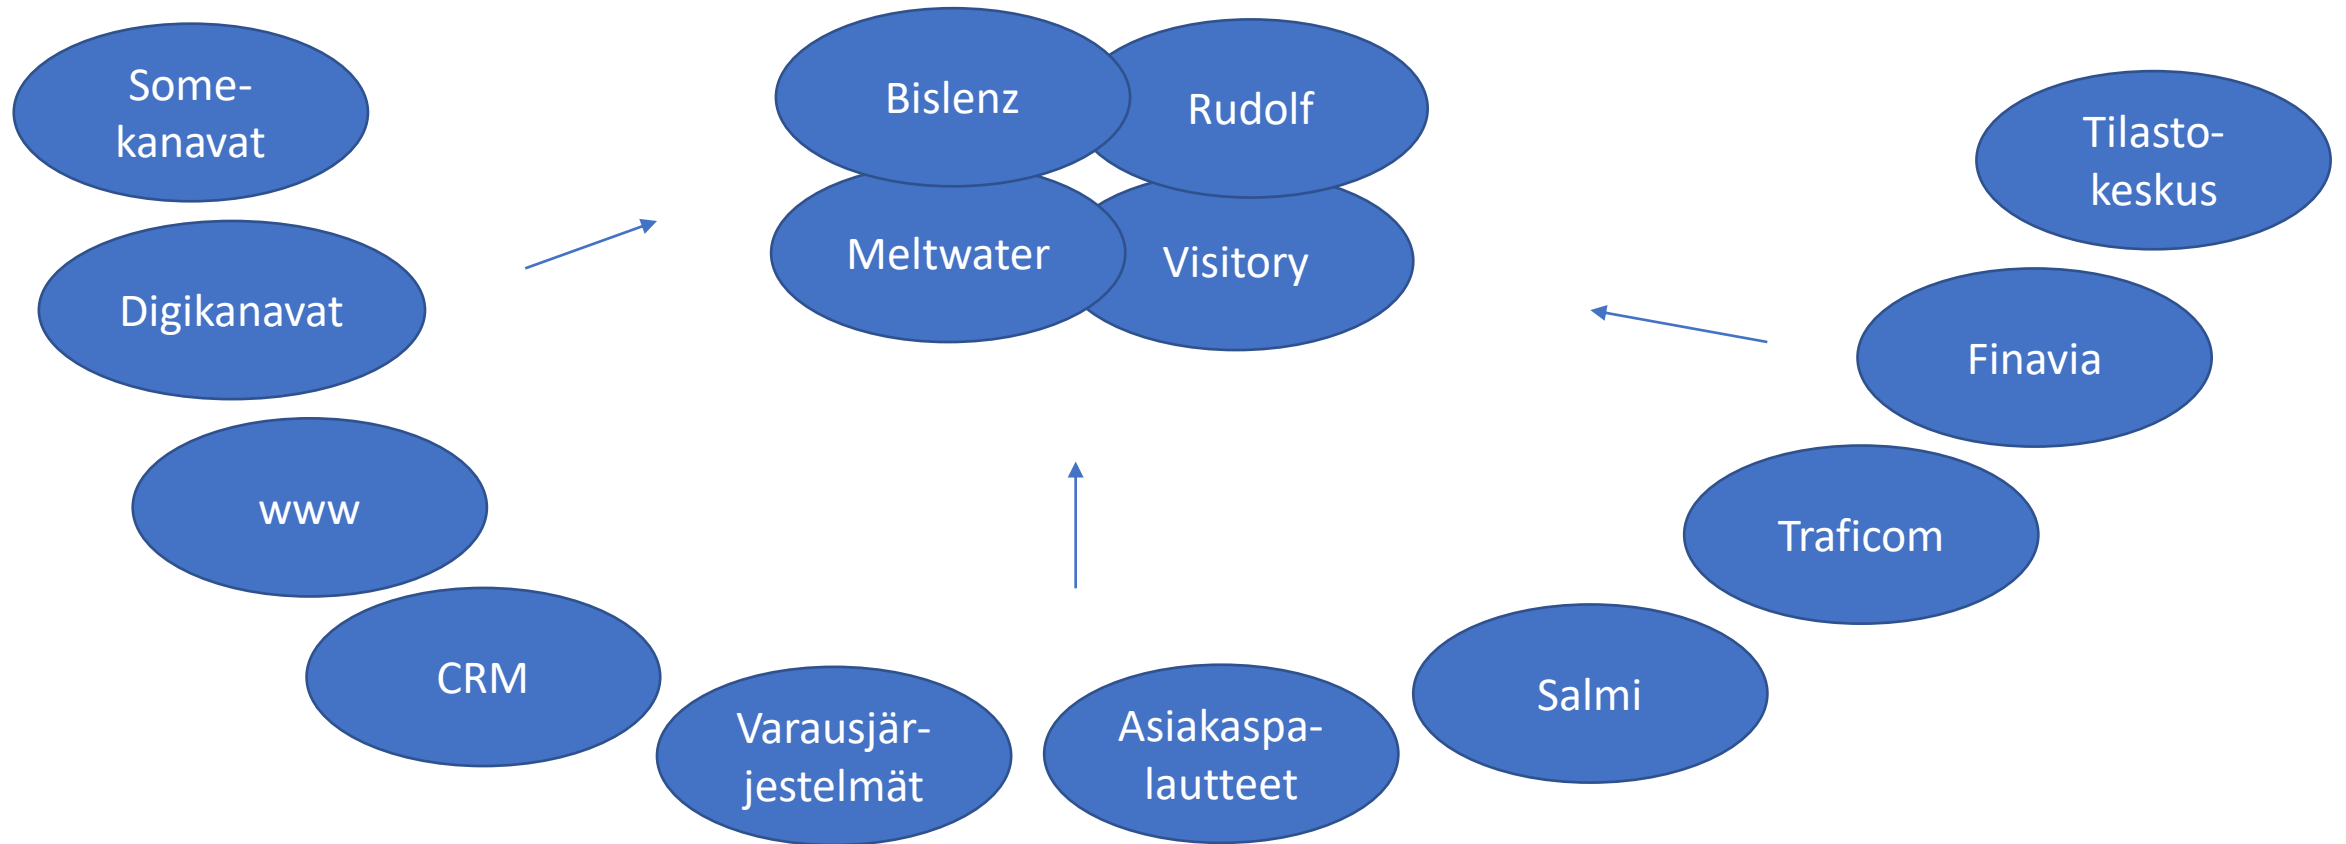 Some-
kanavat
Digikanavat
www
CRM
Varausjär-
jestelmät
Asiakaspa-
lautteet
Salmi
Traficom
Finavia
Tilasto-
keskus
Bislenz
Rudolf
Meltwater
Visitory